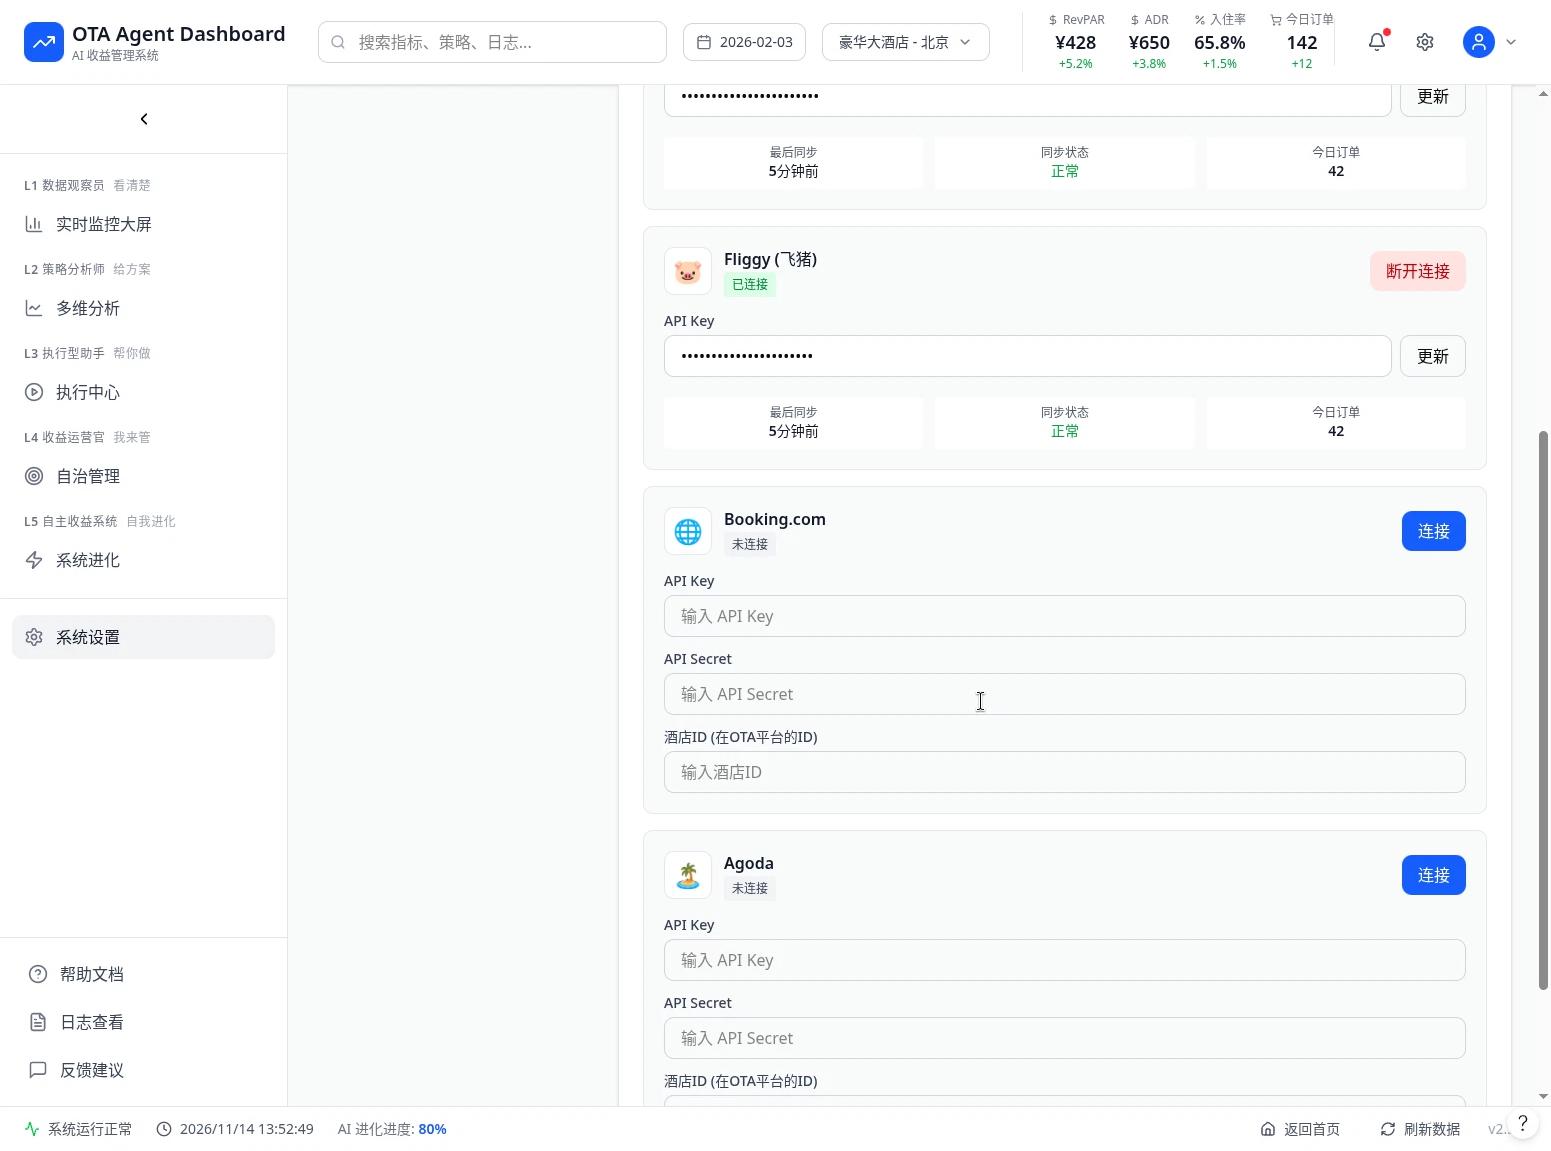 OTA Agent Dashboard
AI 收益管理系统
搜索指标、策略、日志...
2026-02-03
豪华大酒店 - 北京
RevPAR
¥428
+5.2%
ADR
¥650
+3.8%
入住率
65.8%
+1.5%
今日订单
142
+12
L1 数据观察员 看清楚
实时监控大屏
L2 策略分析师 给方案
多维分析
L3 执行型助手 帮你做
执行中心
L4 收益运营官 我来管
自治管理
L5 自主收益系统 自我进化
系统进化
系统设置
帮助文档
日志查看
反馈建议
•••••••••••••••••••••••
更新
最后同步
5分钟前
同步状态
正常
今日订单
42
Fliggy (飞猪)
已连接
断开连接
API Key
••••••••••••••••••••••
更新
最后同步
5分钟前
同步状态
正常
今日订单
42
Booking.com
未连接
连接
API Key
输入 API Key
API Secret
输入 API Secret
酒店ID (在OTA平台的ID)
输入酒店ID
Agoda
未连接
连接
API Key
输入 API Key
API Secret
输入 API Secret
酒店ID (在OTA平台的ID)
系统运行正常
2026/11/14 13:52:49
AI 进化进度: 80%
返回首页
刷新数据
v2.
?